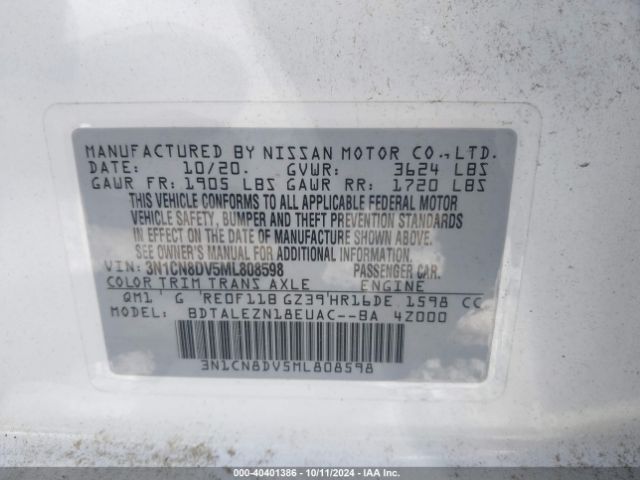 MANUFACTURED BY NISSAN MOTOR CO., LTD.
DATE: 10/20. GVWR: 3624 LBS
GAWR FR: 1905 LBS GAWR RR: 1720 LBS
THIS VEHICLE CONFORMS TO ALL APPLICABLE FEDERAL MOTOR
VEHICLE SAFETY, BUMPER AND THEFT PREVENTION STANDARDS
IN EFFECT ON THE DATE OF MANUFACTURE SHOWN ABOVE.
SEE OWNER'S MANUAL FOR ADDITIONAL INFORMATION.
VIN: 3N1CN8DV5ML808598 PASSENGER CAR.
COLOR TRIM TRANS AXLE ENGINE
QM1 G RE0F11B GZ39 HR16DE 1598 CC
MODEL: BDTALEZN18EUAC--BA 4Z000
3N1CN8DV5ML808598
000-40401386 - 10/11/2024 - IAA, Inc.